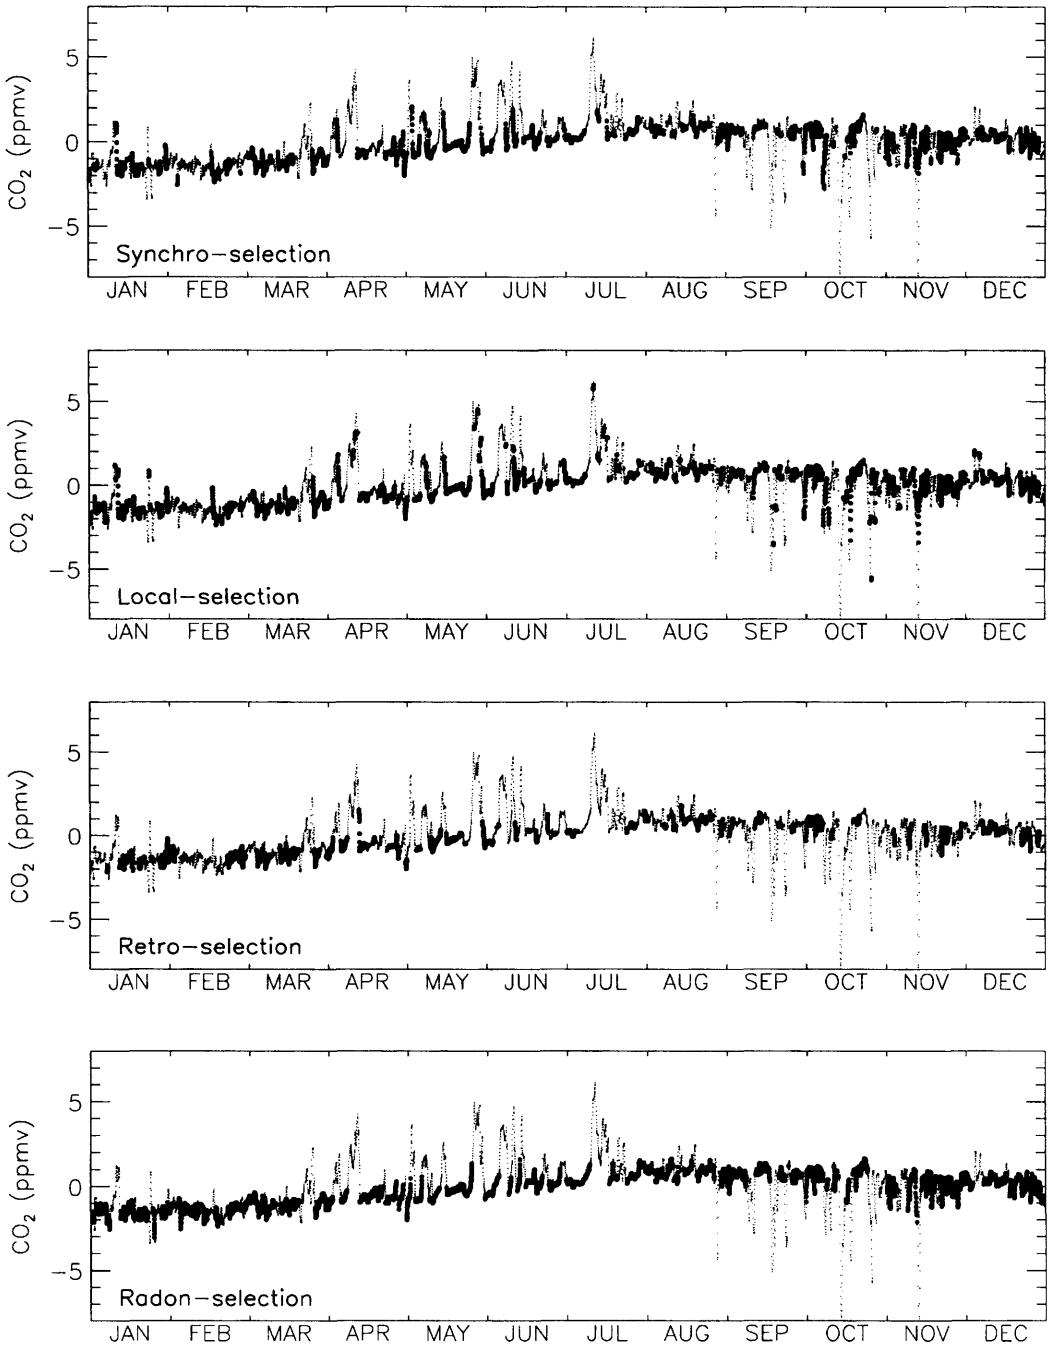 CO2 (ppmv)
5
0
−5
Synchro−selection
JAN FEB MAR APR MAY JUN JUL AUG SEP OCT NOV DEC
CO2 (ppmv)
5
0
−5
Local−selection
JAN FEB MAR APR MAY JUN JUL AUG SEP OCT NOV DEC
CO2 (ppmv)
5
0
−5
Retro−selection
JAN FEB MAR APR MAY JUN JUL AUG SEP OCT NOV DEC
CO2 (ppmv)
5
0
−5
Radon−selection
JAN FEB MAR APR MAY JUN JUL AUG SEP OCT NOV DEC